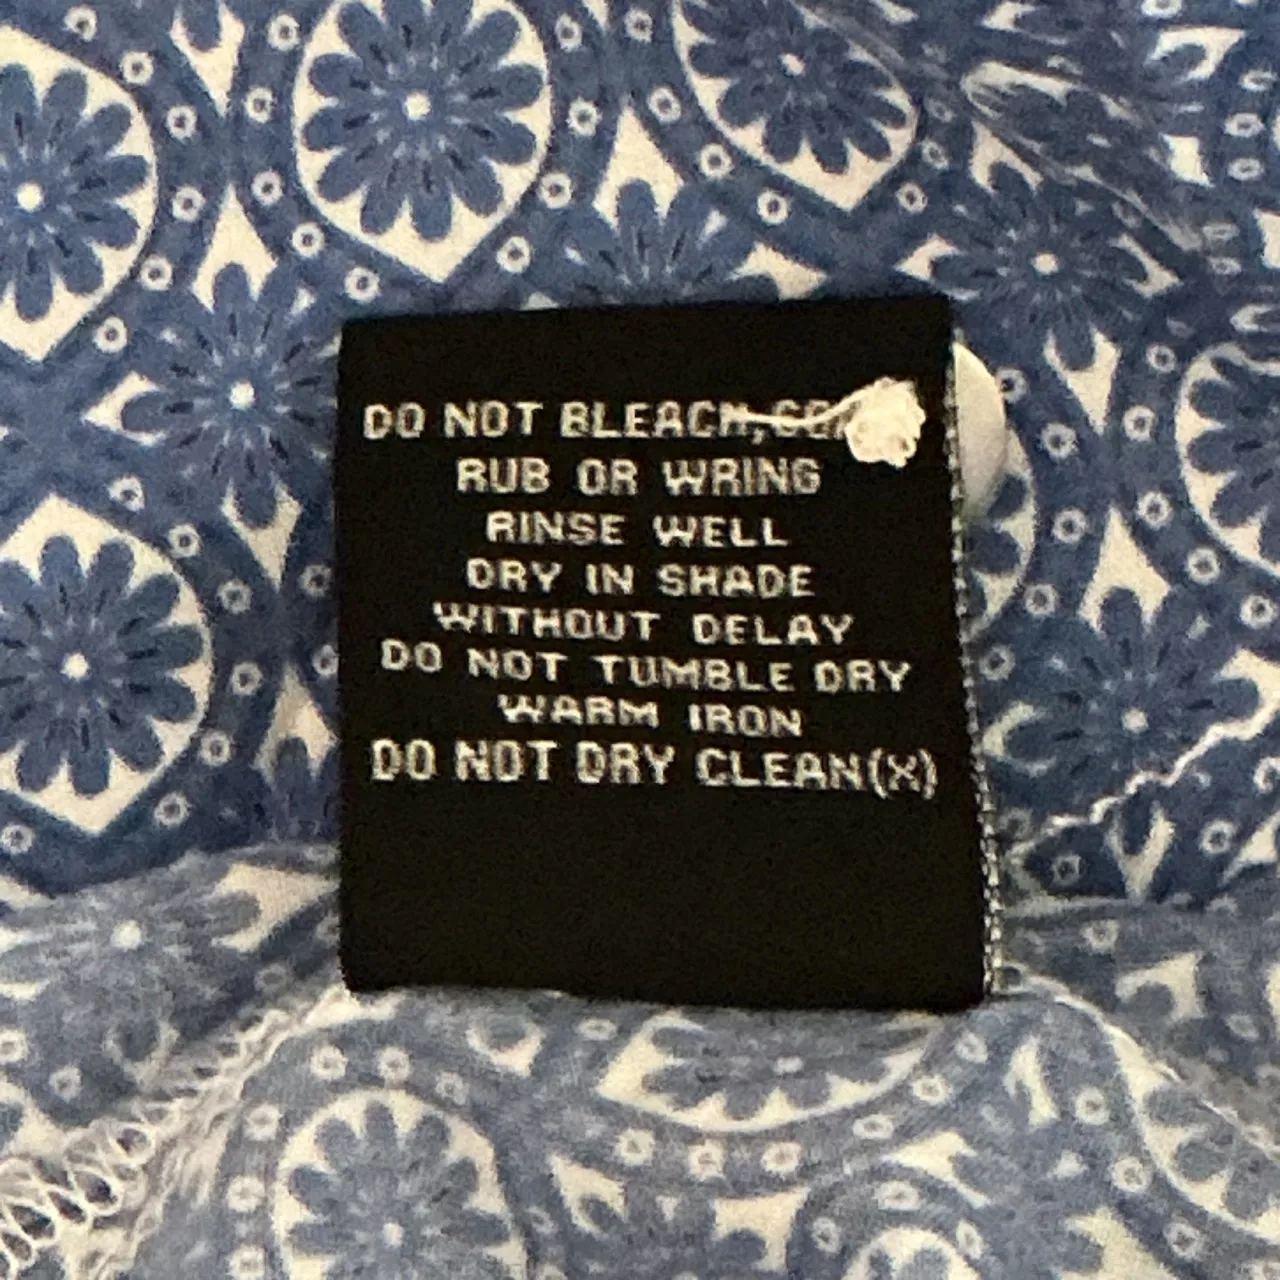 DO NOT BLEACH,
RUB OR WRING
RINSE WELL
DRY IN SHADE
WITHOUT DELAY
DO NOT TUMBLE DRY
WARM IRON
DO NOT DRY CLEAN(X)